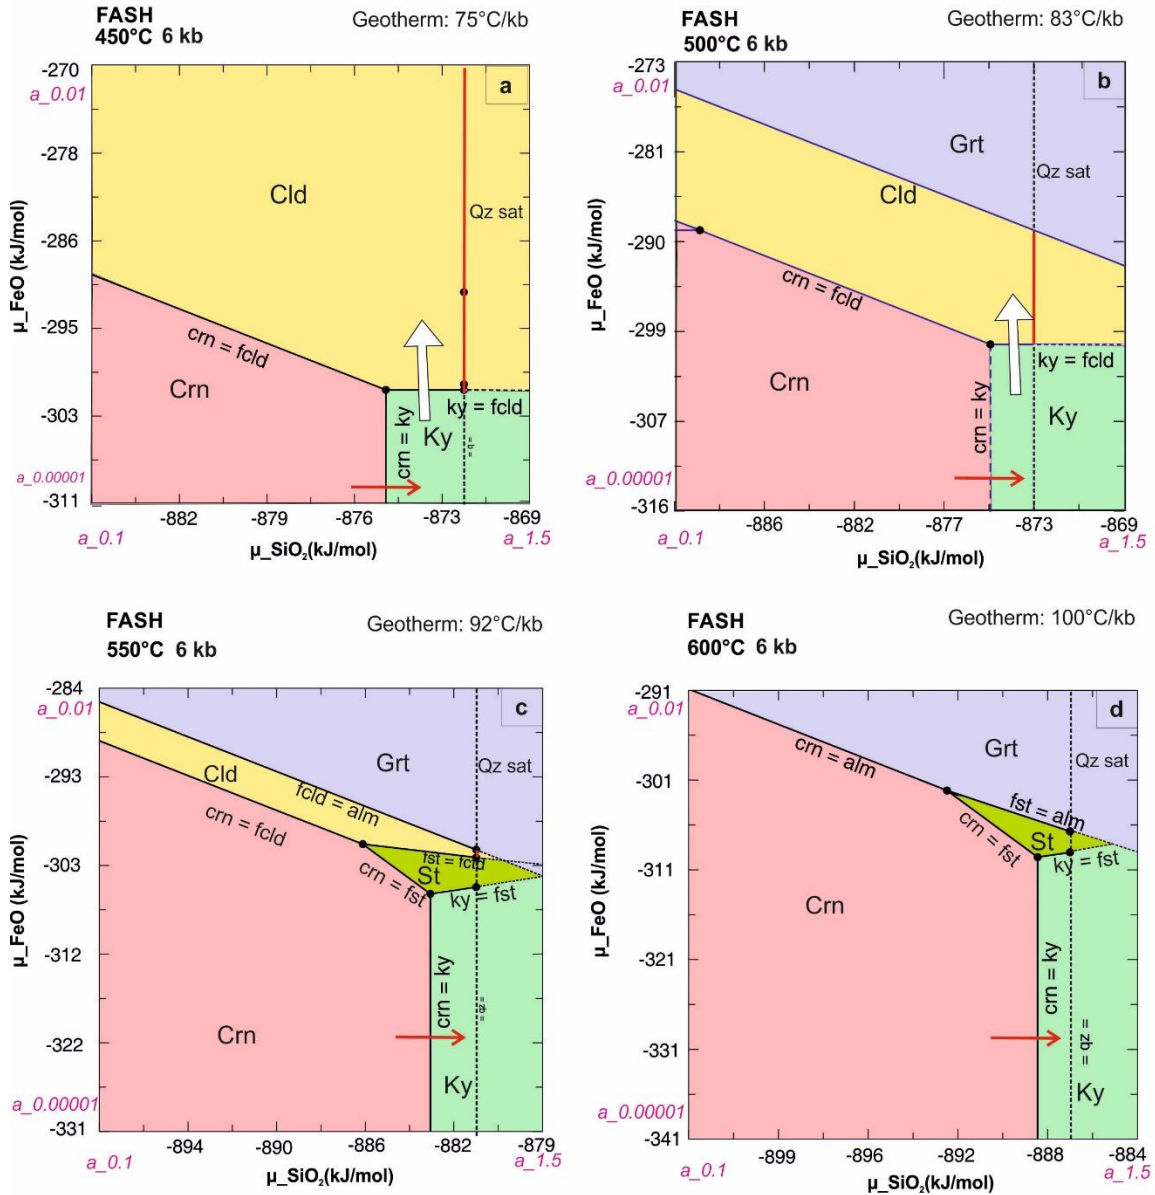 FASH
450°C 6 kb
Geotherm: 75°C/kb
a
-270
a_0.01
-278
-286
-295
-303
a_0.00001
-311
μ_FeO (kJ/mol)
Cld
Qz sat
crn = fcld
Crn
crn = ky
ky = fcld
Ky
-882
-879
-876
-873
-869
a_0.1
μ_SiO₂(kJ/mol)
a_1.5
FASH
500°C 6 kb
Geotherm: 83°C/kb
b
-273
a_0.01
-281
-290
-299
-307
a_0.00001
-316
μ_FeO (kJ/mol)
Grt
Qz sat
Cld
crn = fcld
ky = fcld
Crn
crn = ky
Ky
-886
-882
-877
-873
-869
a_0.1
μ_SiO₂(kJ/mol)
a_1.5
FASH
550°C 6 kb
Geotherm: 92°C/kb
c
-284
a_0.01
-293
-303
-312
-322
a_0.00001
-331
μ_FeO (kJ/mol)
Grt
Qz sat
Cld
fcld = alm
crn = fcld
fst = fcld
St
crn = fst
ky = fst
crn = ky
= qz =
Crn
Ky
-894
-890
-886
-882
-879
a_0.1
μ_SiO₂(kJ/mol)
a_1.5
FASH
600°C 6 kb
Geotherm: 100°C/kb
d
-291
a_0.01
-301
-311
-321
-331
a_0.00001
-341
μ_FeO (kJ/mol)
crn = alm
Grt
Qz sat
fst = alm
St
crn = fst
ky = fst
Crn
crn = ky
= qz =
Ky
-899
-896
-892
-888
-884
a_0.1
μ_SiO₂(kJ/mol)
a_1.5